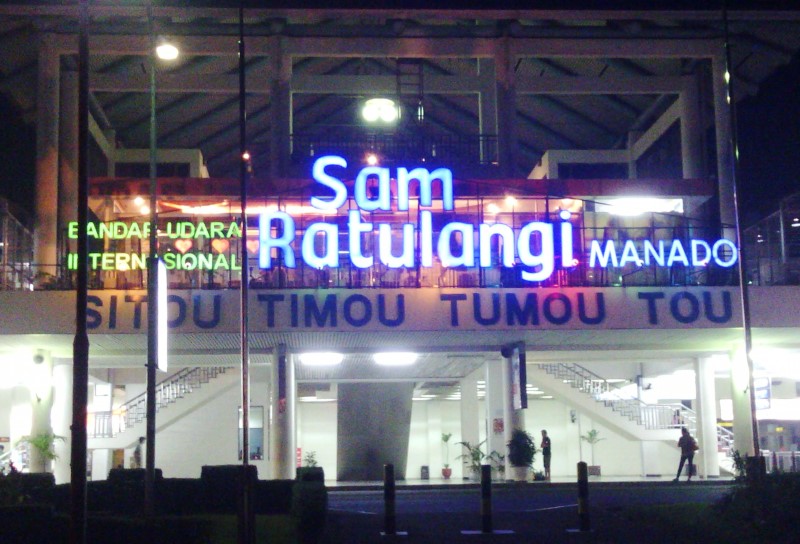 BANDAR UDARA
INTERNASIONAL
Sam
Ratulangi
MANADO
SITOU TIMOU TUMOU TOU